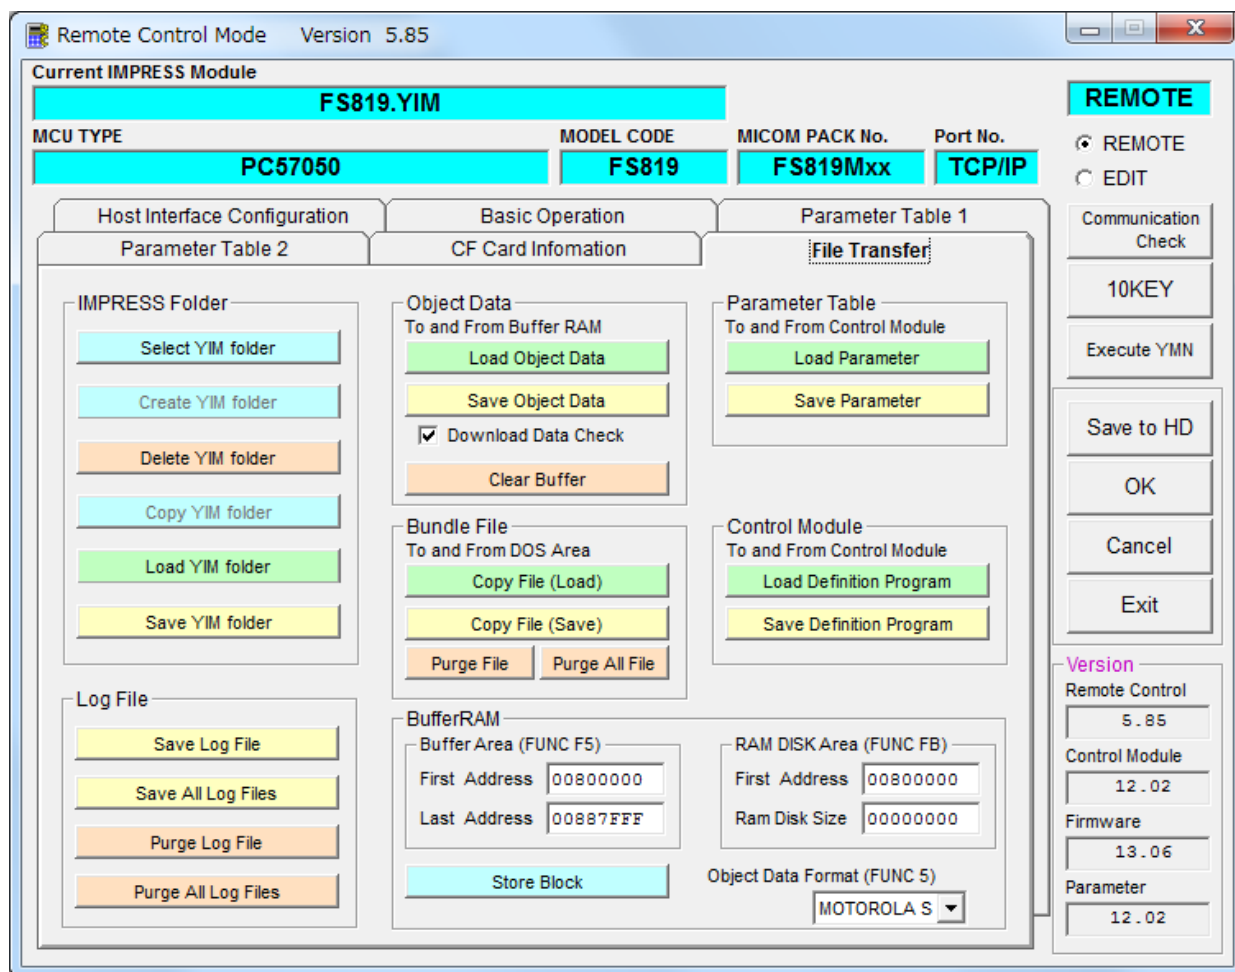 Remote Control Mode Version 5.85
Current IMPRESS Module
FS819.YIM
REMOTE
MCU TYPE
MODEL CODE
MICOM PACK No.
Port No.
PC57050
FS819
FS819Mxx
TCP/IP
REMOTE
EDIT
Host Interface Configuration
Basic Operation
Parameter Table 1
Parameter Table 2
CF Card Infomation
File Transfer
IMPRESS Folder
Select YIM folder
Create YIM folder
Delete YIM folder
Copy YIM folder
Load YIM folder
Save YIM folder
Log File
Save Log File
Save All Log Files
Purge Log File
Purge All Log Files
Object Data
To and From Buffer RAM
Load Object Data
Save Object Data
Download Data Check
Clear Buffer
Bundle File
To and From DOS Area
Copy File (Load)
Copy File (Save)
Purge File
Purge All File
Parameter Table
To and From Control Module
Load Parameter
Save Parameter
Control Module
To and From Control Module
Load Definition Program
Save Definition Program
BufferRAM
Buffer Area (FUNC F5)
First Address 00800000
Last Address 00887FFF
RAM DISK Area (FUNC FB)
First Address 00800000
Ram Disk Size 00000000
Store Block
Object Data Format (FUNC 5)
MOTOROLA S
Communication
Check
10KEY
Execute YMN
Save to HD
OK
Cancel
Exit
Version
Remote Control
5.85
Control Module
12.02
Firmware
13.06
Parameter
12.02